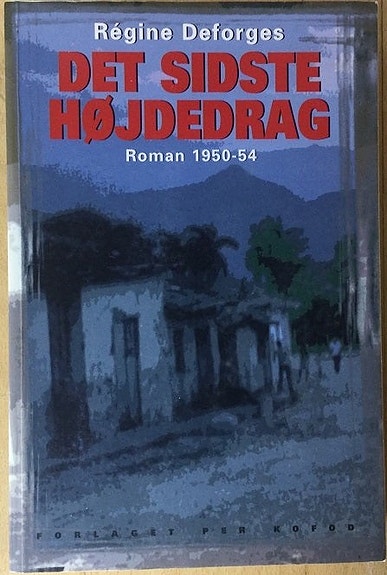 Régine Deforges
DET SIDSTE
HØJDEDRAG
Roman 1950-54
FORLAGET PER KOFOD